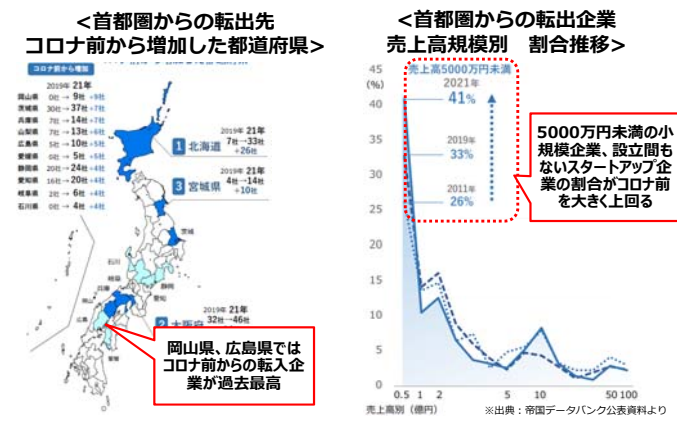 <首都圏からの転出先
コロナ前から増加した都道府県>
コロナ前から増加
2019年 21年
岡山県 0社 → 9社 +9社
茨城県 30社 → 37社 +7社
兵庫県 7社 → 14社 +7社
山梨県 7社 → 13社 +6社
広島県 5社 → 10社 +5社
愛媛県 0社 → 5社 +5社
静岡県 20社 → 24社 +4社
愛知県 16社 → 20社 +4社
岐阜県 2社 → 6社 +4社
石川県 0社 → 4社 +4社
1 北海道
2019年 21年
7社→33社
+26社
3 宮城県
2019年 21年
4社→14社
+10社
茨城
石川
岐阜
兵庫
静岡
岡山
愛知
広島
愛媛
2 大阪府
2019年 21年
32社→46社
岡山県、広島県では
コロナ前からの転入企
業が過去最高
<首都圏からの転出企業
売上高規模別 割合推移>
45
(%)
40
35
30
25
20
15
10
5
0
売上高5000万円未満
2021年
41%
2019年
33%
2011年
26%
5000万円未満の小
規模企業、設立間も
ないスタートアップ企
業の割合がコロナ前
を大きく上回る
0.5 1 2 5 10 50 100
売上高別（億円）
※出典：帝国データバンク公表資料より